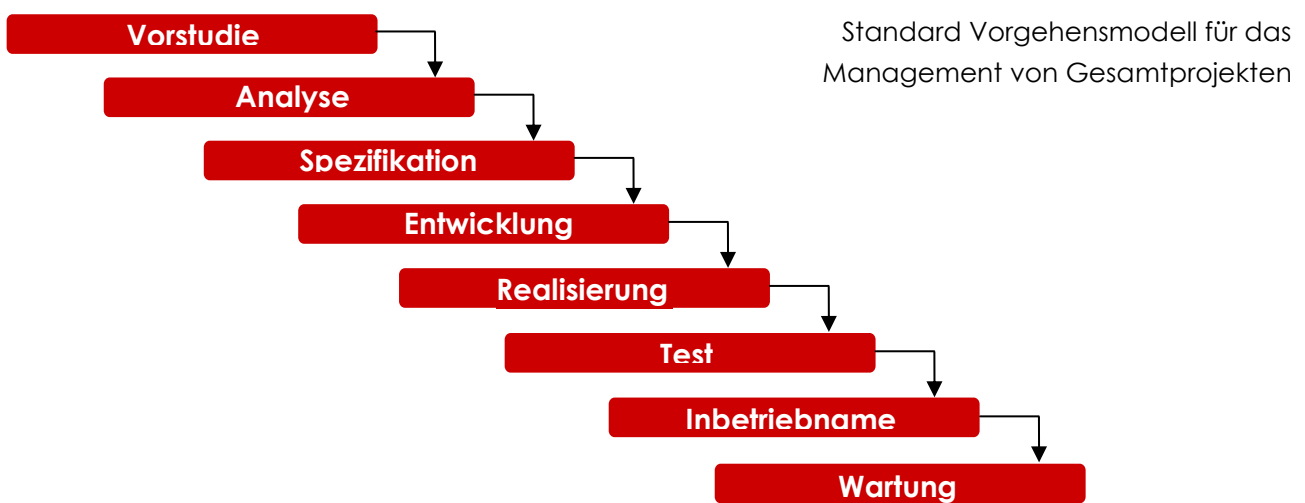 Vorstudie
Standard Vorgehensmodell für das
Management von Gesamtprojekten
Analyse
Spezifikation
Entwicklung
Realisierung
Test
Inbetriebname
Wartung